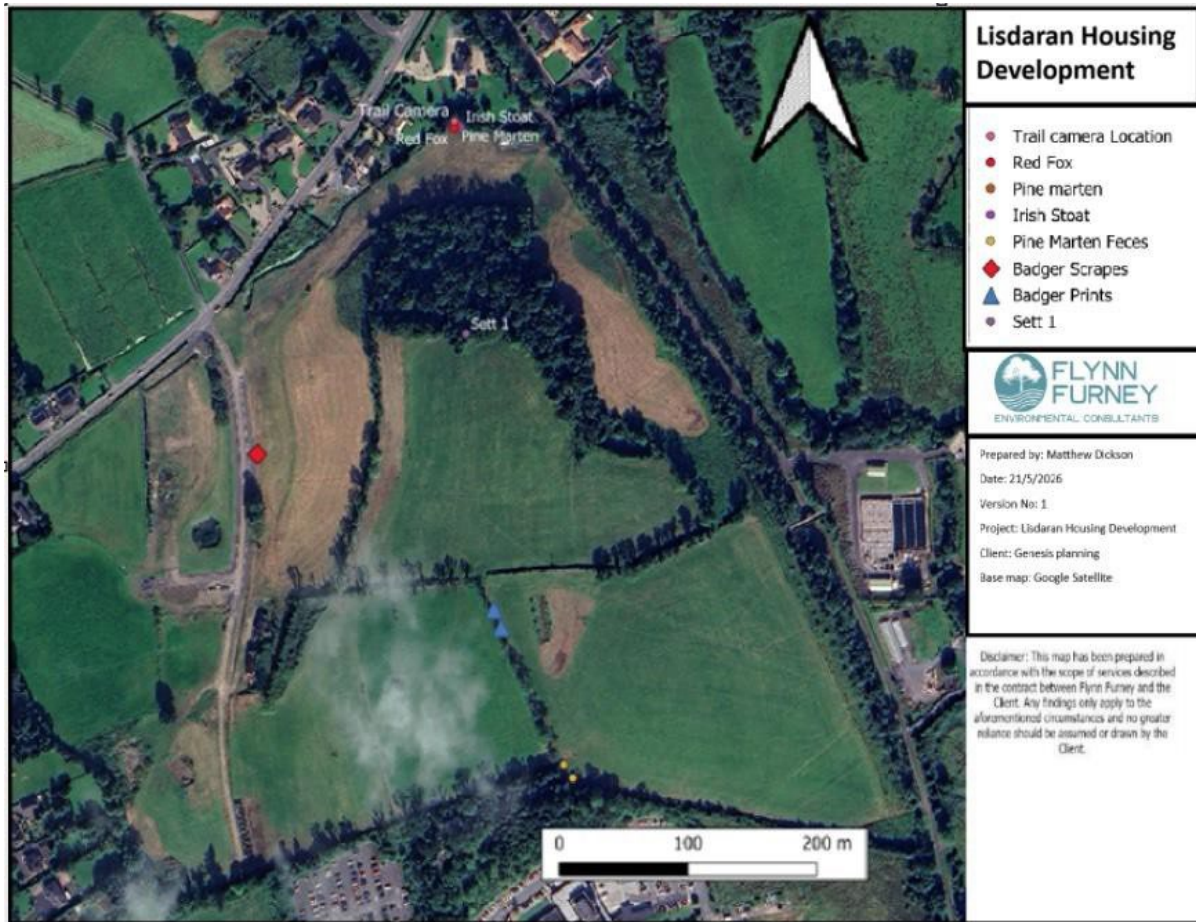 Lisdaran Housing
Development
Trail camera Location
Red Fox
Pine marten
Irish Stoat
Pine Marten Feces
Badger Scrapes
Badger Prints
Sett 1
FLYNN
FURNEY
ENVIRONMENTAL CONSULTANTS
Prepared by: Matthew Dickson
Date: 21/5/2026
Version No: 1
Project: Lisdaran Housing Development
Client: Genesis planning
Base map: Google Satellite
Disclaimer: This map has been prepared in
accordance with the scope of services described
in the contract between Flynn Furney and the
Client. Any findings only apply to the
aforementioned circumstances and no greater
reliance should be assumed or drawn by the
Client.
Trail Camera
Irish Stoat
Red Fox
Pine Marten
Sett 1
0 100 200 m